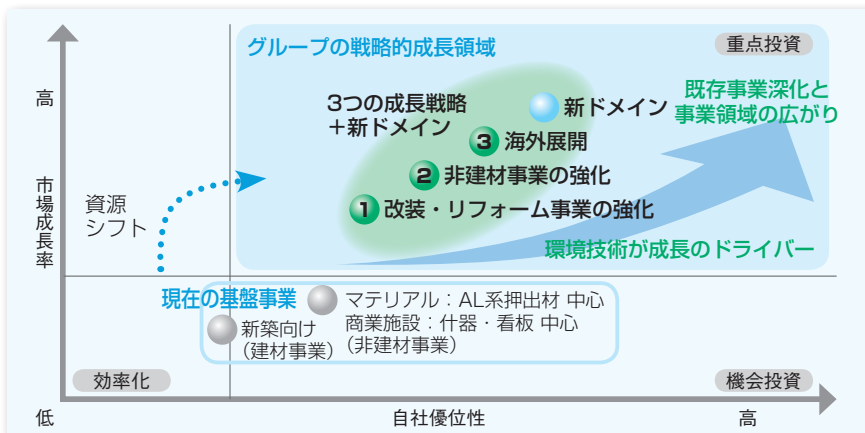 グループの戦略的成長領域
重点投資
高
3つの成長戦略
＋新ドメイン
新ドメイン
既存事業深化と
事業領域の広がり
3 海外展開
2 非建材事業の強化
1 改装・リフォーム事業の強化
市場成長率
資源
シフト
環境技術が成長のドライバー
現在の基盤事業
マテリアル：AL系押出材 中心
商業施設：什器・看板 中心
（非建材事業）
新築向け
（建材事業）
効率化
機会投資
低
自社優位性
高